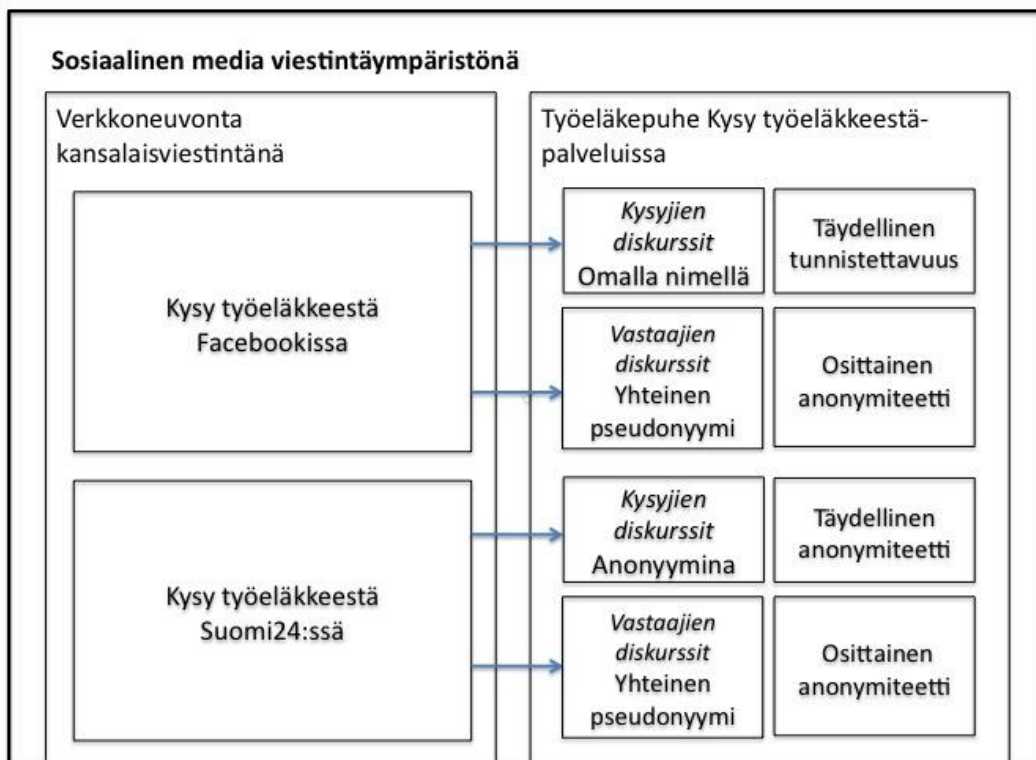 Sosiaalinen media viestintäympäristönä
Verkkoneuvonta
kansalaisviestintänä
Kysy työeläkkeestä
Facebookissa
Kysy työeläkkeestä
Suomi24:ssä
Työeläkepuhe Kysy työeläkkeestä-
palveluissa
Kysyjien
diskurssit
Omalla nimellä
Täydellinen
tunnistettavuus
Vastaajien
diskurssit
Yhteinen
pseudonyymi
Osittainen
anonymiteetti
Kysyjien
diskurssit
Anonyymina
Täydellinen
anonymiteetti
Vastaajien
diskurssit
Yhteinen
pseudonyymi
Osittainen
anonymiteetti